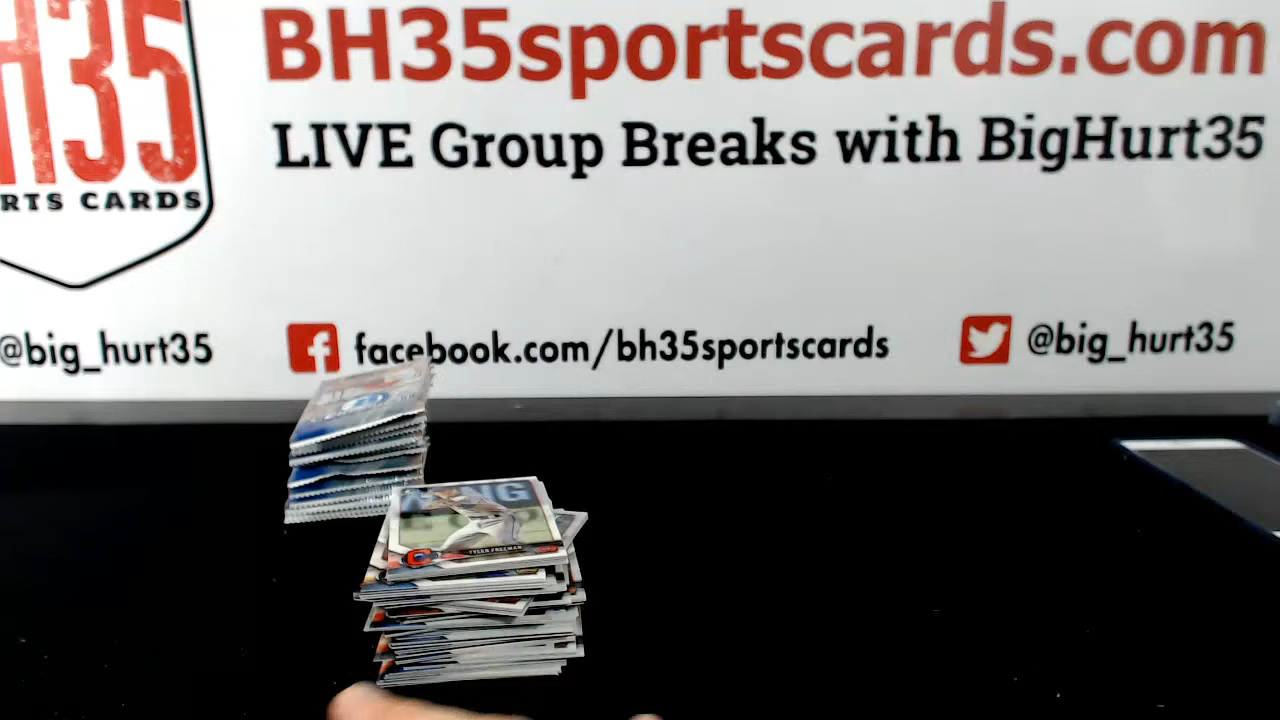 H35
RTS CARDS
BH35sportscards.com
LIVE Group Breaks with BigHurt35
@big_hurt35
facebook.com/bh35sportscards
@big_hurt35
TYLER FREEMAN